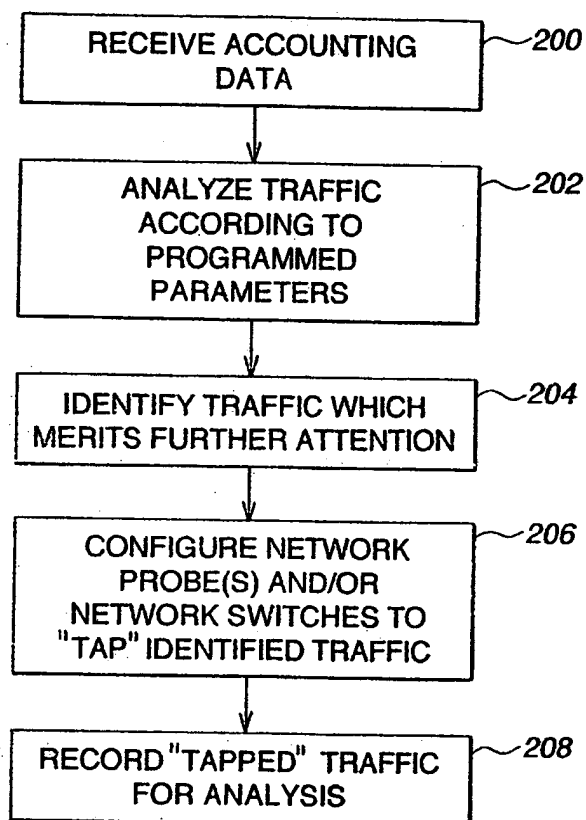 RECEIVE ACCOUNTING
DATA
200
ANALYZE TRAFFIC
ACCORDING TO
PROGRAMMED
PARAMETERS
202
IDENTIFY TRAFFIC WHICH
MERITS FURTHER ATTENTION
204
CONFIGURE NETWORK
PROBE(S) AND/OR
NETWORK SWITCHES TO
"TAP" IDENTIFIED TRAFFIC
206
RECORD "TAPPED" TRAFFIC
FOR ANALYSIS
208